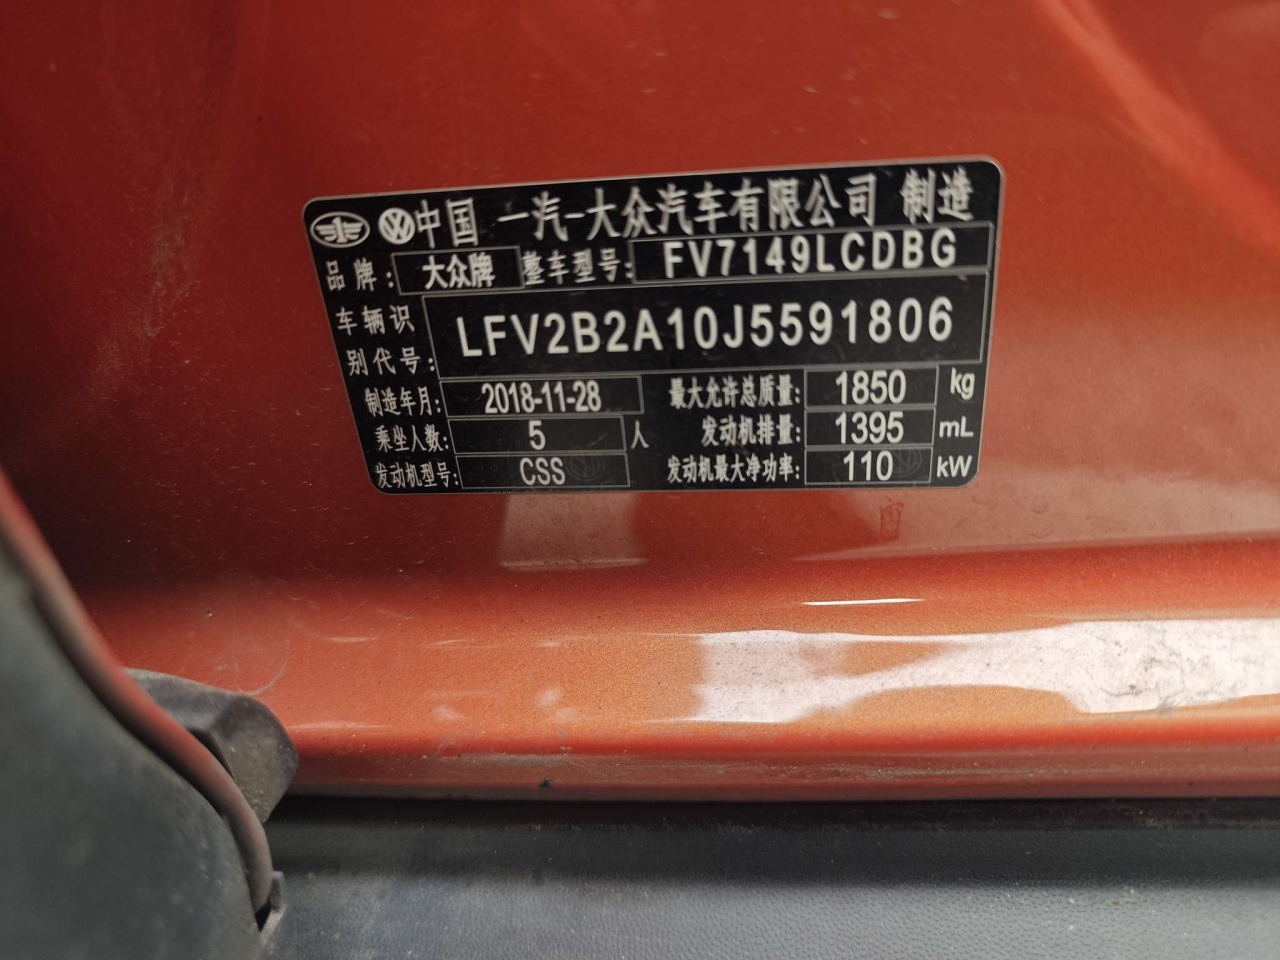 中国 一汽-大众汽车有限公司 制造
品牌: 大众牌 整车型号: FV7149LCDBG
车辆识别代号: LFV2B2A10J5591806
制造年月: 2018-11-28 最大允许总质量: 1850 kg
乘坐人数: 5 人 发动机排量: 1395 mL
发动机型号: CSS 发动机最大净功率: 110 kW